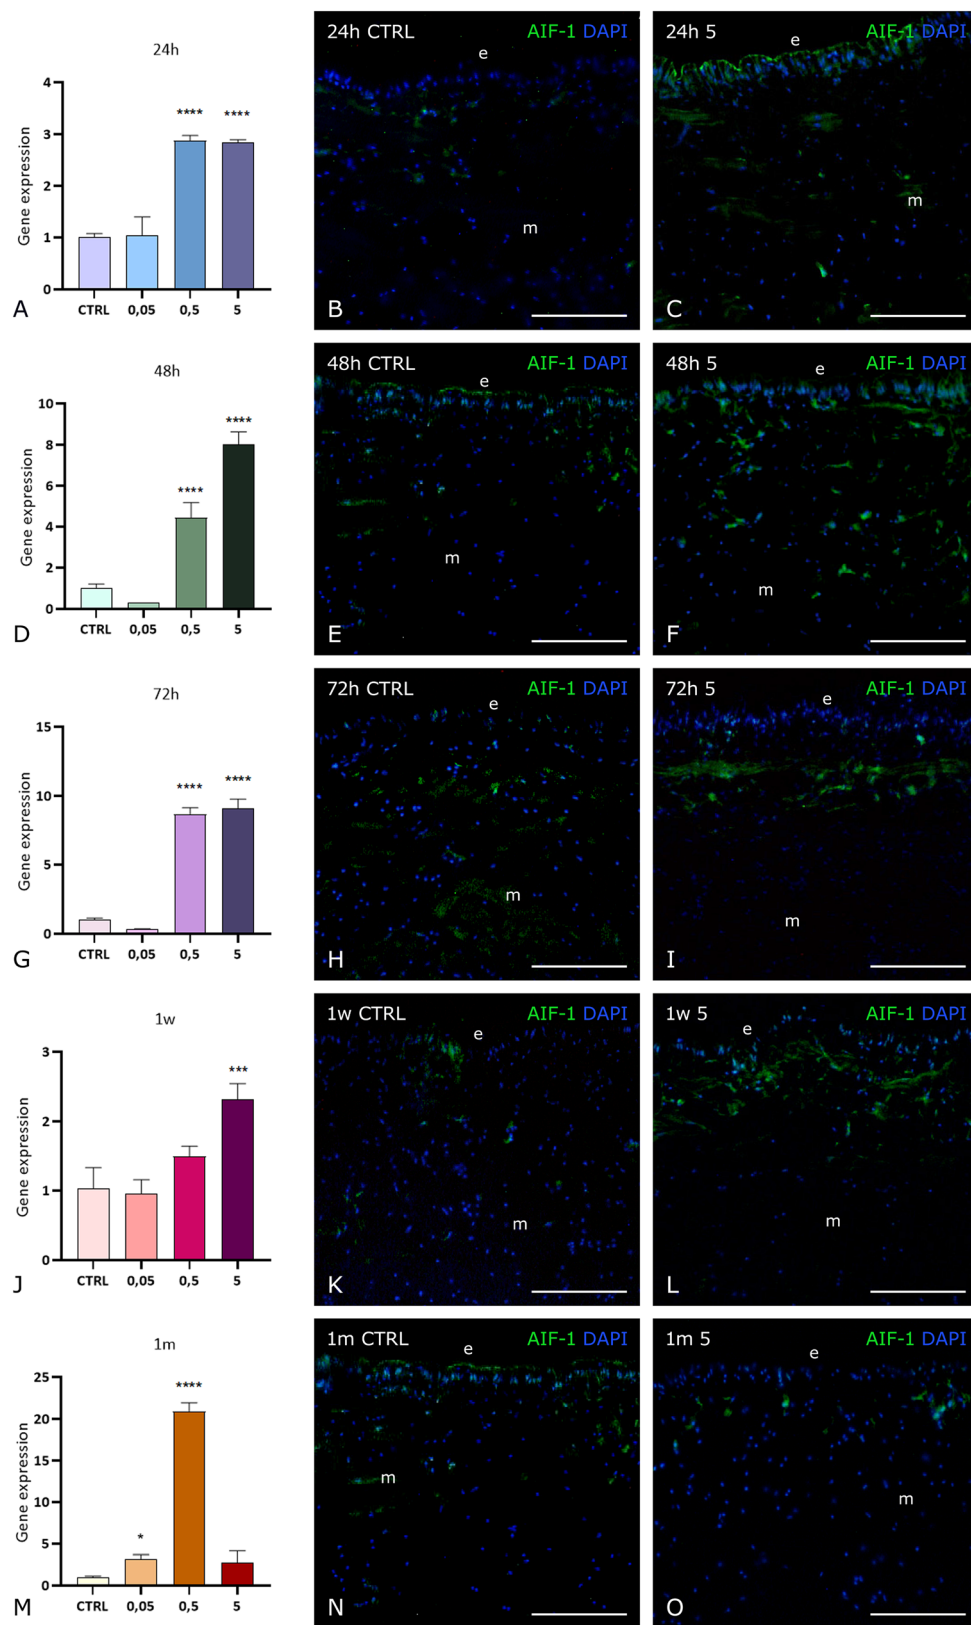 24h
Gene expression
4
3
2
1
0
**** ****
CTRL 0,05 0,5 5
A
24h CTRL AIF-1 DAPI
e
m
B
24h 5 AIF-1 DAPI
e
m
C
48h
Gene expression
10
8
6
4
2
0
****
****
CTRL 0,05 0,5 5
D
48h CTRL AIF-1 DAPI
e
m
E
48h 5 AIF-1 DAPI
e
m
F
72h
Gene expression
15
10
5
0
**** ****
CTRL 0,05 0,5 5
G
72h CTRL AIF-1 DAPI
e
m
H
72h 5 AIF-1 DAPI
e
m
I
1w
Gene expression
3
2
1
0
***
CTRL 0,05 0,5 5
J
1w CTRL AIF-1 DAPI
e
m
K
1w 5 AIF-1 DAPI
e
m
L
1m
Gene expression
25
20
15
10
5
0
****
*
CTRL 0,05 0,5 5
M
1m CTRL AIF-1 DAPI
e
m
N
1m 5 AIF-1 DAPI
e
m
O